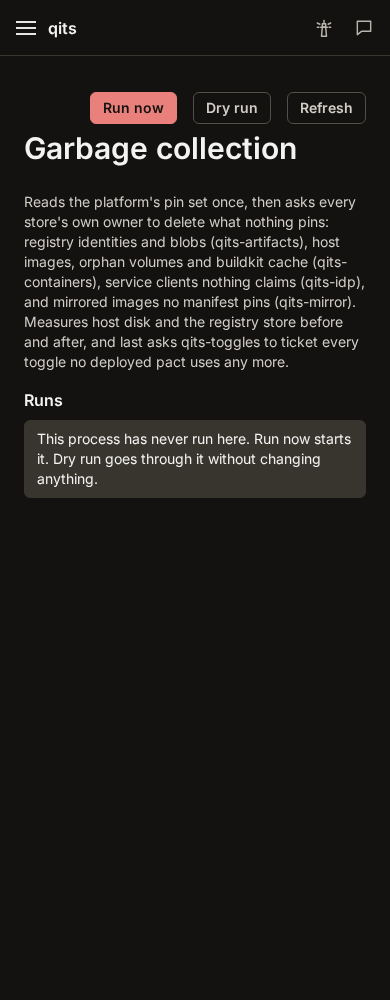 qits
Run now
Dry run
Refresh
Garbage collection
Reads the platform's pin set once, then asks every
store's own owner to delete what nothing pins:
registry identities and blobs (qits-artifacts), host
images, orphan volumes and buildkit cache (qits-
containers), service clients nothing claims (qits-idp),
and mirrored images no manifest pins (qits-mirror).
Measures host disk and the registry store before
and after, and last asks qits-toggles to ticket every
toggle no deployed pact uses any more.
Runs
This process has never run here. Run now starts
it. Dry run goes through it without changing
anything.